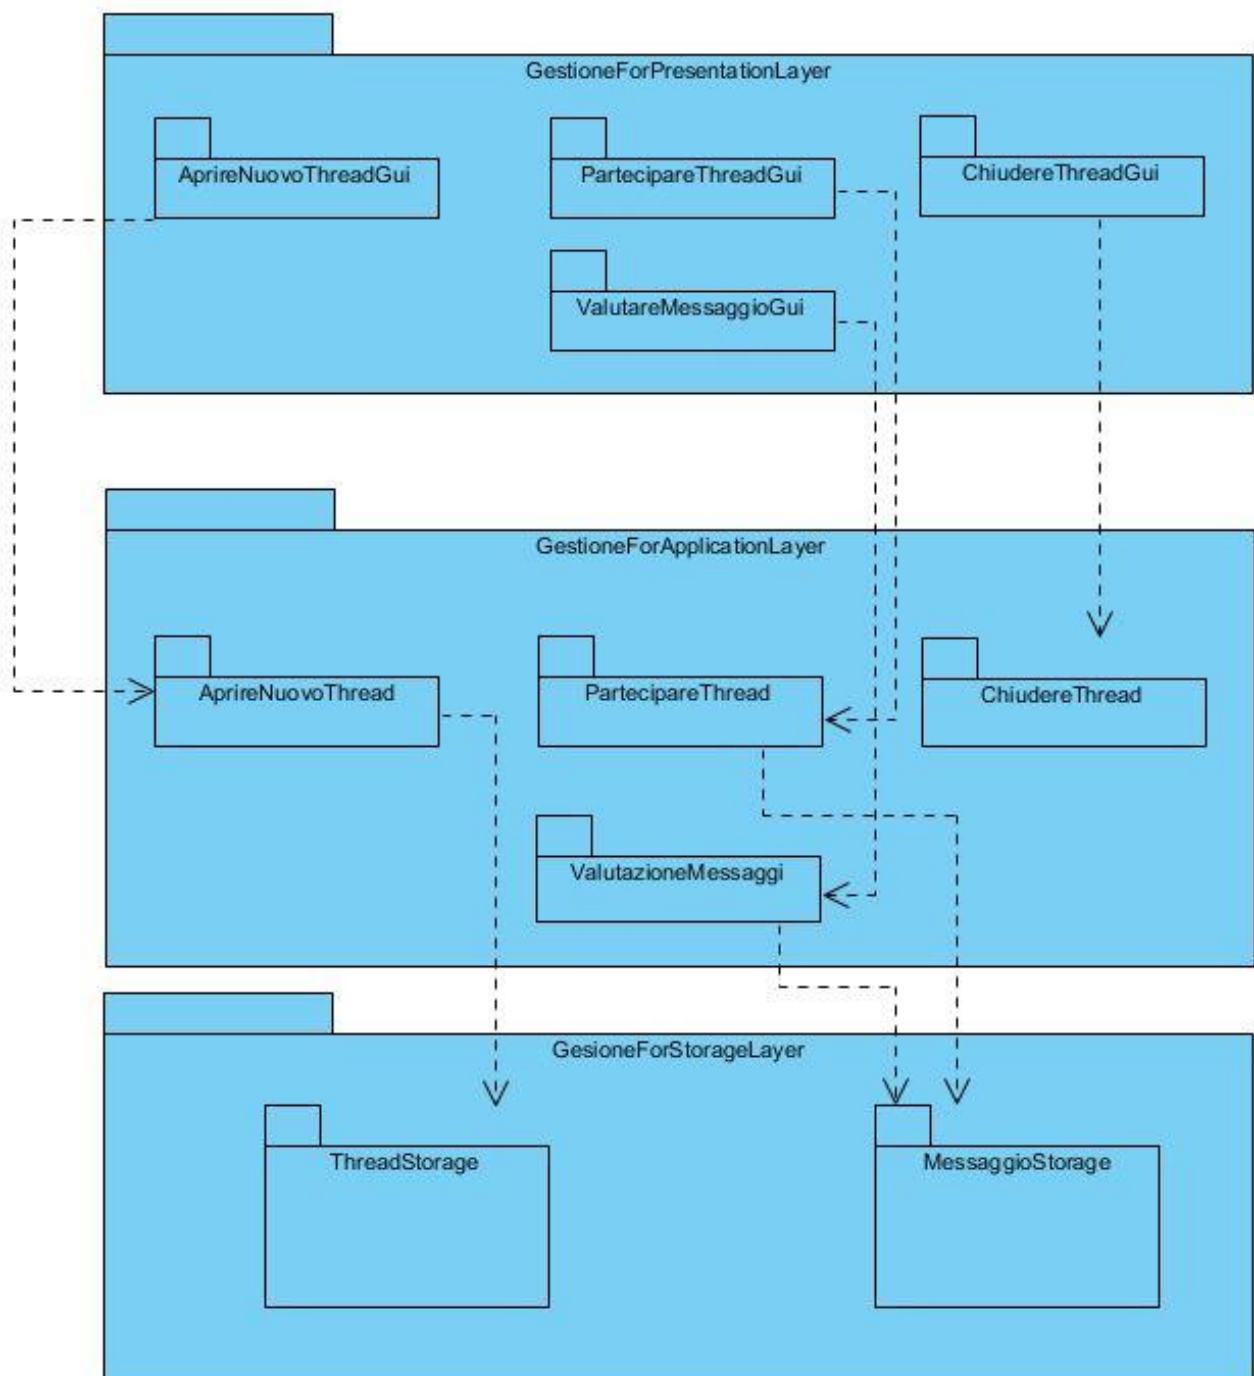 GestioneForPresentationLayer
AprireNuovoThreadGui
PartecipareThreadGui
ChiudereThreadGui
ValutareMessaggioGui
GestioneForApplicationLayer
AprireNuovoThread
PartecipareThread
ChiudereThread
ValutazioneMessaggi
GesioneForStorageLayer
ThreadStorage
MessaggioStorage